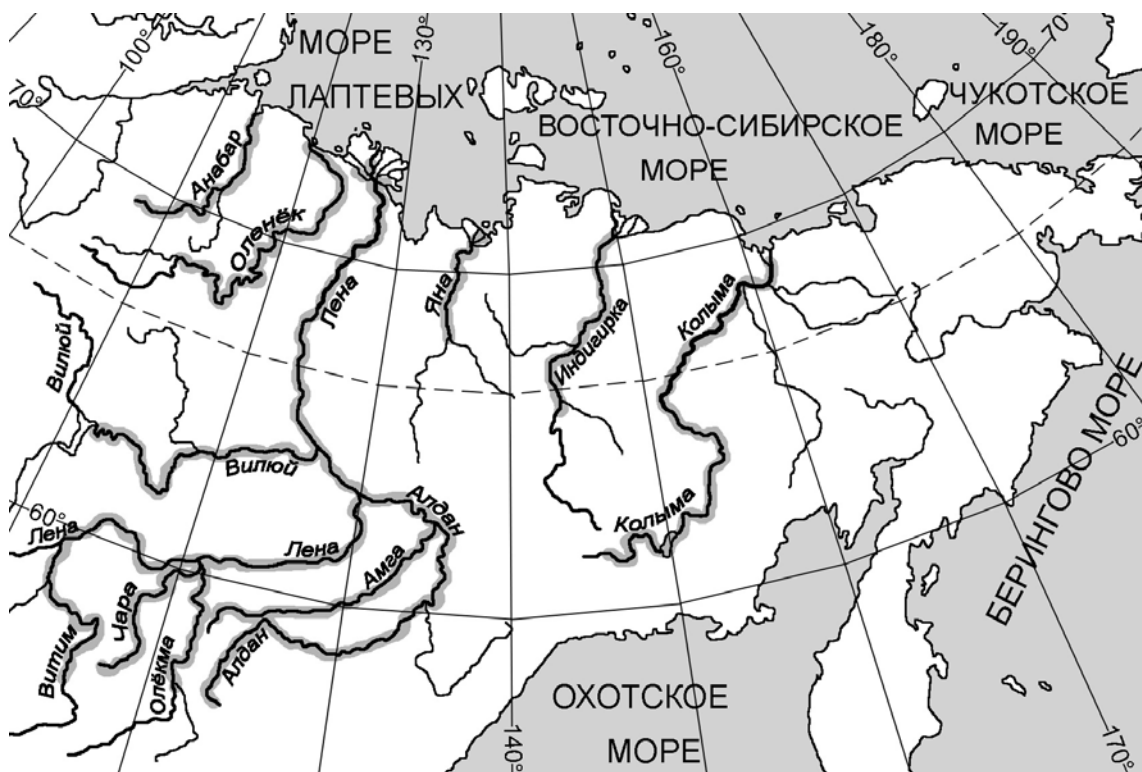 100°
МОРЕ
ЛАПТЕВЫХ
130°
160°
180°
190°
70°
70°
ВОСТОЧНО-СИБИРСКОЕ
МОРЕ
ЧУКОТСКОЕ
МОРЕ
Анабар
Оленёк
Лена
Яна
Индигирка
Колыма
Вилюй
Вилюй
Колыма
БЕРИНГОВО МОРЕ
60°
60°
Лена
Лена
Алдан
Амга
Чара
Витим
Олёкма
Алдан
ОХОТСКОЕ
МОРЕ
140°
170°